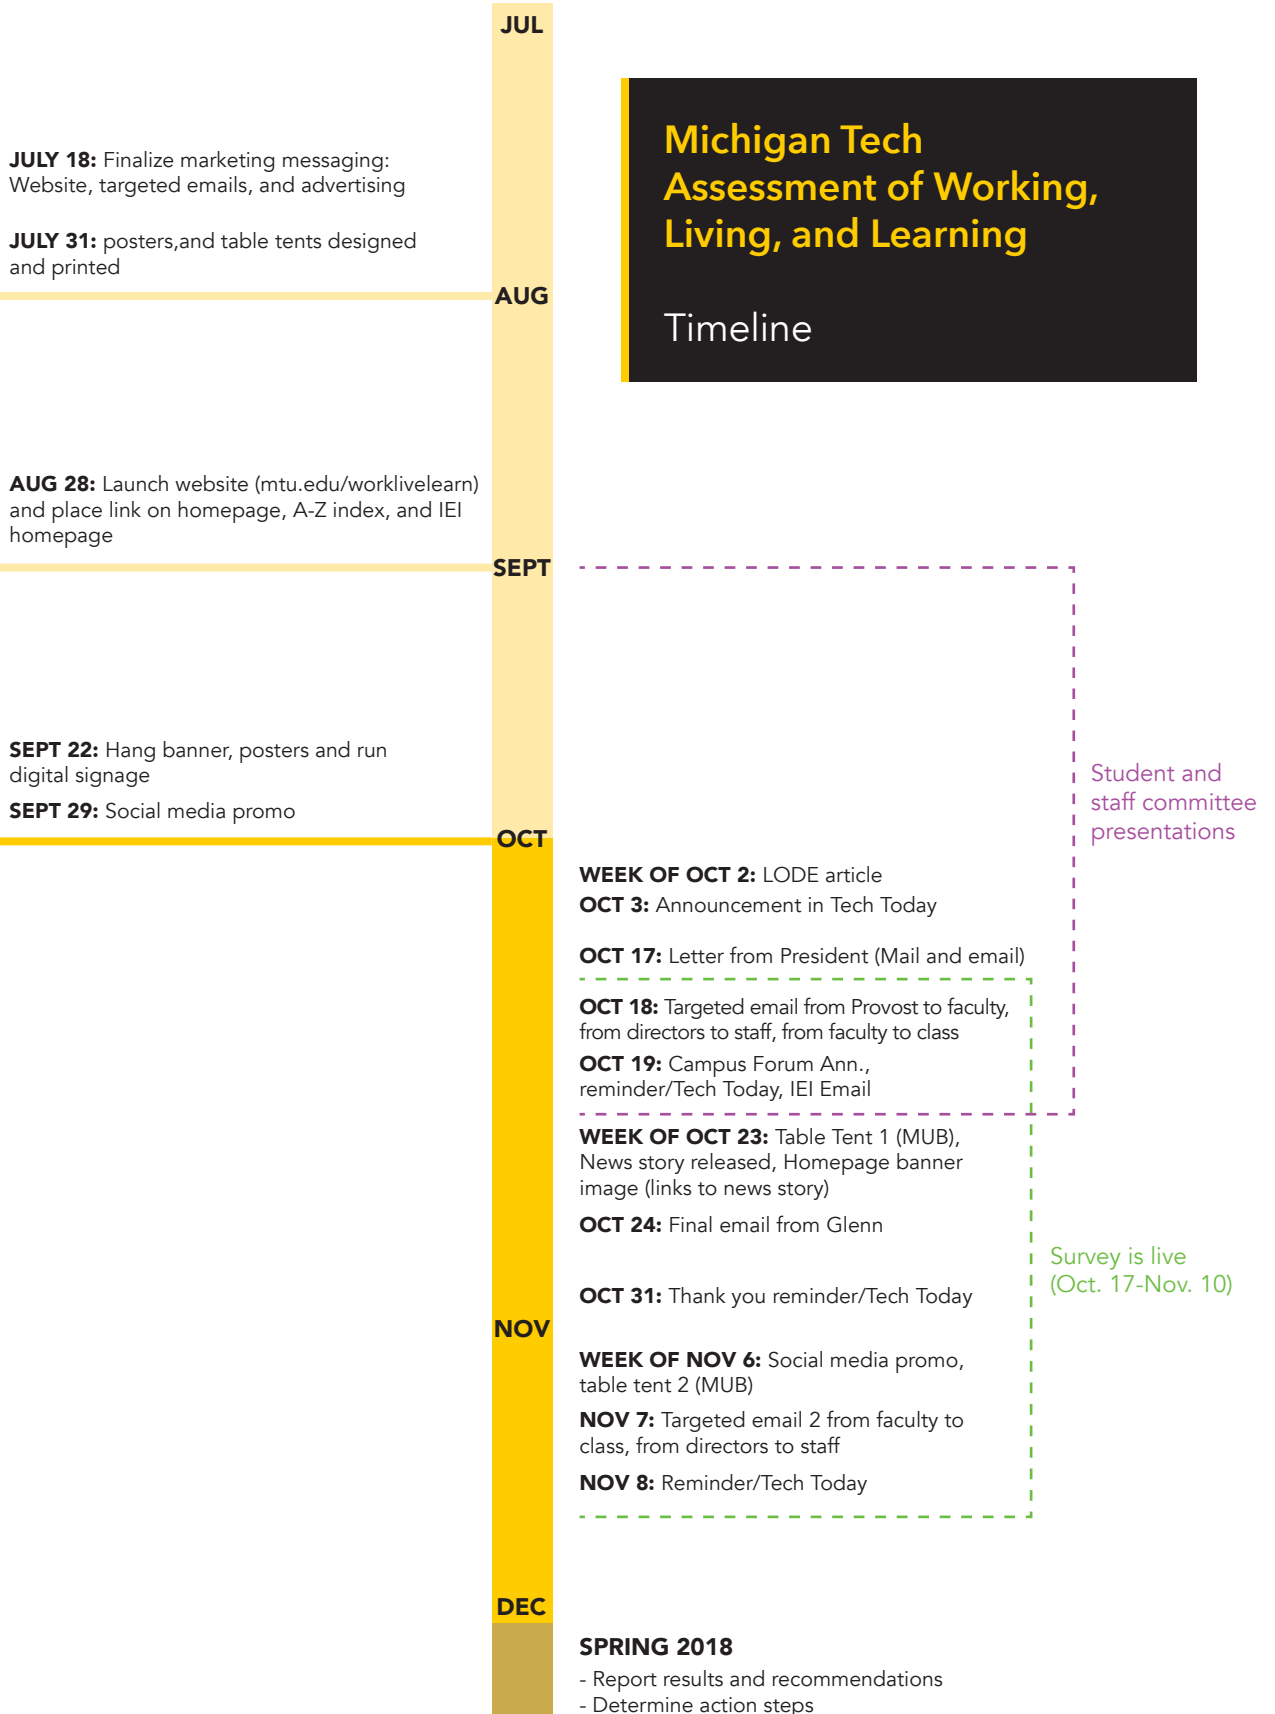 JUL
Michigan Tech
Assessment of Working,
Living, and Learning
Timeline
JULY 18: Finalize marketing messaging:
Website, targeted emails, and advertising
JULY 31: posters,and table tents designed
and printed
AUG
AUG 28: Launch website (mtu.edu/worklivelearn)
and place link on homepage, A-Z index, and IEI
homepage
SEPT
SEPT 22: Hang banner, posters and run
digital signage
SEPT 29: Social media promo
Student and
staff committee
presentations
OCT
WEEK OF OCT 2: LODE article
OCT 3: Announcement in Tech Today
OCT 17: Letter from President (Mail and email)
OCT 18: Targeted email from Provost to faculty,
from directors to staff, from faculty to class
OCT 19: Campus Forum Ann.,
reminder/Tech Today, IEI Email
WEEK OF OCT 23: Table Tent 1 (MUB),
News story released, Homepage banner
image (links to news story)
OCT 24: Final email from Glenn
Survey is live
(Oct. 17-Nov. 10)
OCT 31: Thank you reminder/Tech Today
NOV
WEEK OF NOV 6: Social media promo,
table tent 2 (MUB)
NOV 7: Targeted email 2 from faculty to
class, from directors to staff
NOV 8: Reminder/Tech Today
DEC
SPRING 2018
- Report results and recommendations
- Determine action steps